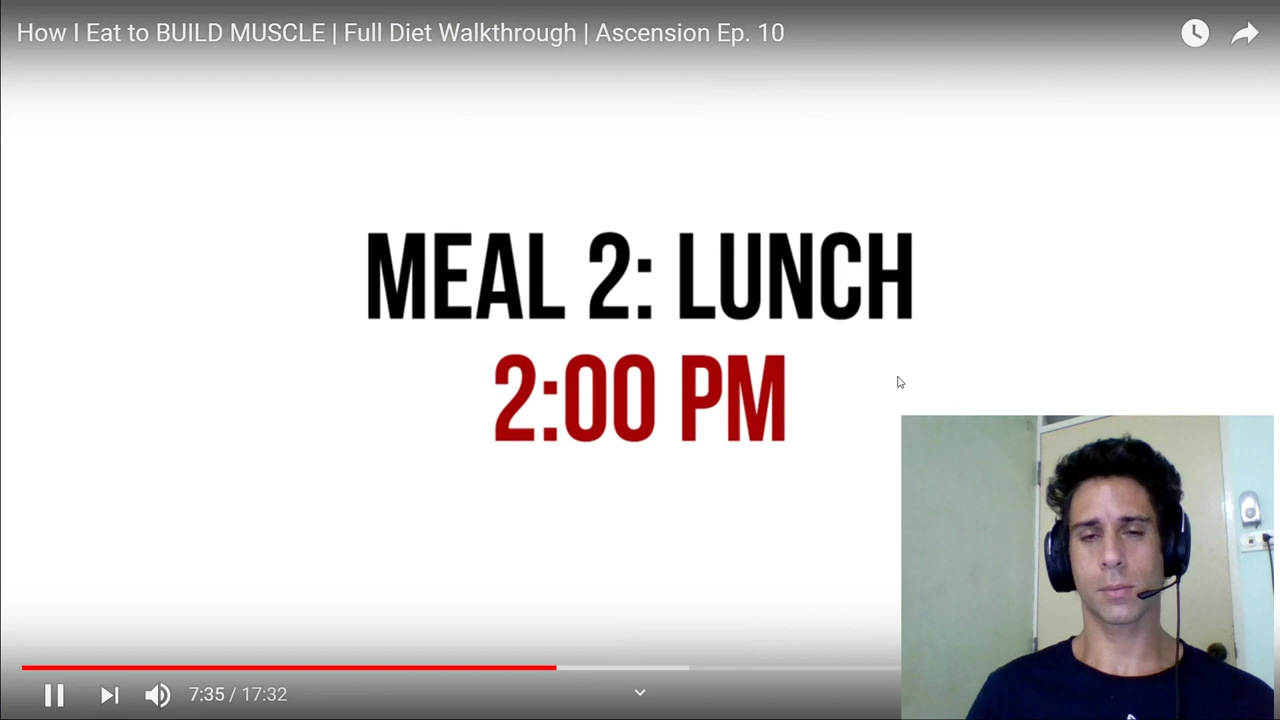 How I Eat to BUILD MUSCLE | Full Diet Walkthrough | Ascension Ep. 10
MEAL 2: LUNCH
2:00 PM
7:35 / 17:32